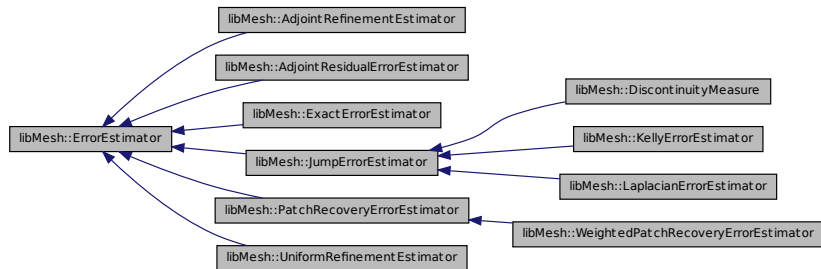 libMesh::AdjointRefinementEstimator
libMesh::AdjointResidualErrorEstimator
libMesh::DiscontinuityMeasure
libMesh::ExactErrorEstimator
libMesh::ErrorEstimator
libMesh::KellyErrorEstimator
libMesh::JumpErrorEstimator
libMesh::LaplacianErrorEstimator
libMesh::PatchRecoveryErrorEstimator
libMesh::WeightedPatchRecoveryErrorEstimator
libMesh::UniformRefinementEstimator